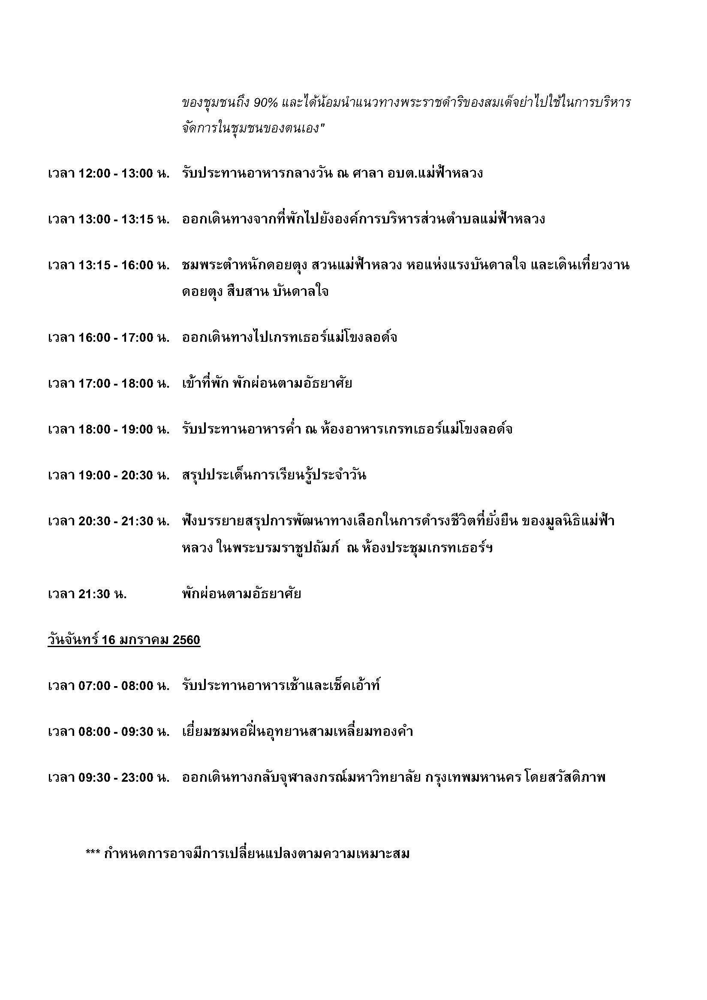 ของชุมชนถึง 90% และได้น้อมนำแนวทางพระราชดำริของสมเด็จย่าไปใช้ในการบริหาร
จัดการในชุมชนของตนเอง"
เวลา 12:00 - 13:00 น. รับประทานอาหารกลางวัน ณ ศาลา อบต.แม่ฟ้าหลวง
เวลา 13:00 - 13:15 น. ออกเดินทางจากที่พักไปยังองค์การบริหารส่วนตำบลแม่ฟ้าหลวง
เวลา 13:15 - 16:00 น. ชมพระตำหนักดอยตุง สวนแม่ฟ้าหลวง หอแห่งแรงบันดาลใจ และเดินเที่ยวงาน
ดอยตุง สืบสาน บันดาลใจ
เวลา 16:00 - 17:00 น. ออกเดินทางไปเกรทเธอร์แม่โขงลอด์จ
เวลา 17:00 - 18:00 น. เข้าที่พัก พักผ่อนตามอัธยาศัย
เวลา 18:00 - 19:00 น. รับประทานอาหารค่ำ ณ ห้องอาหารเกรทเธอร์แม่โขงลอด์จ
เวลา 19:00 - 20:30 น. สรุปประเด็นการเรียนรู้ประจำวัน
เวลา 20:30 - 21:30 น. ฟังบรรยายสรุปการพัฒนาทางเลือกในการดำรงชีวิตที่ยั่งยืน ของมูลนิธิแม่ฟ้า
หลวง ในพระบรมราชูปถัมภ์ ณ ห้องประชุมเกรทเธอร์ฯ
เวลา 21:30 น. พักผ่อนตามอัธยาศัย
วันจันทร์ 16 มกราคม 2560
เวลา 07:00 - 08:00 น. รับประทานอาหารเช้าและเช็คเอ้าท์
เวลา 08:00 - 09:30 น. เยี่ยมชมหอฝิ่นอุทยานสามเหลี่ยมทองคำ
เวลา 09:30 - 23:00 น. ออกเดินทางกลับจุฬาลงกรณ์มหาวิทยาลัย กรุงเทพมหานคร โดยสวัสดิภาพ
*** กำหนดการอาจมีการเปลี่ยนแปลงตามความเหมาะสม